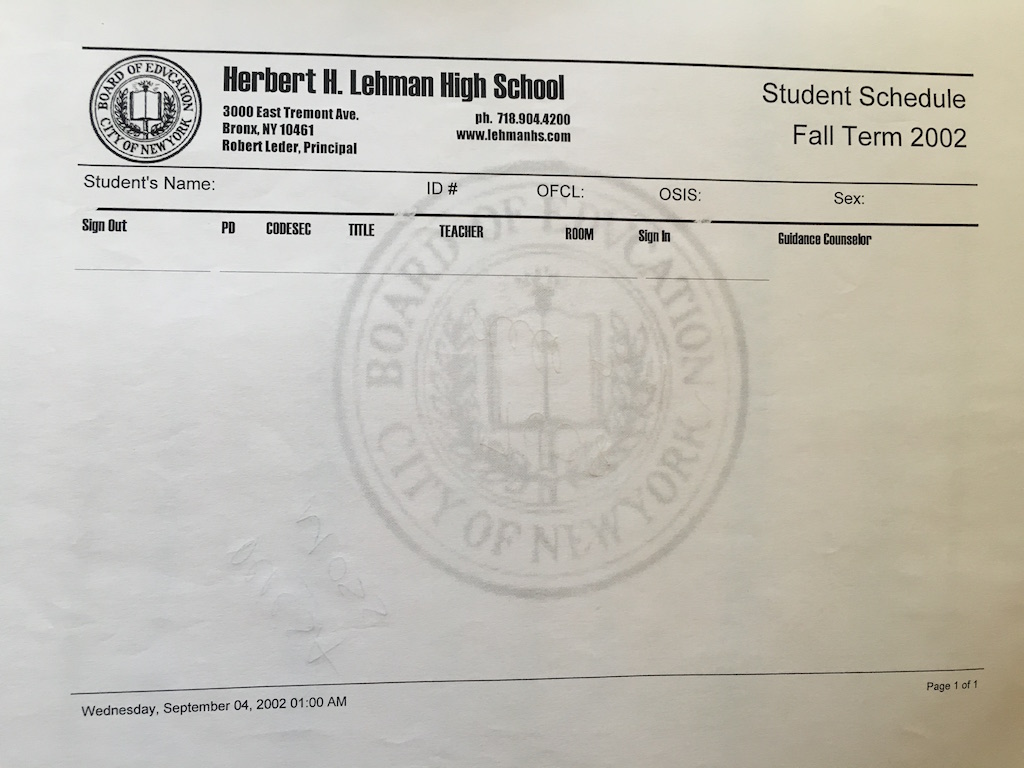 BOARD OF EDVCATION
CITY OF NEW YORK
Herbert H. Lehman High School
3000 East Tremont Ave.
Bronx, NY 10461
Robert Leder, Principal
ph. 718.904.4200
www.lehmanhs.com
Student Schedule
Fall Term 2002
Student's Name: ID # OFCL: OSIS: Sex:
Sign Out PD CODESEC TITLE TEACHER ROOM Sign In Guidance Counselor
BOARD OF EDVCATION
CITY OF NEW YORK
Wednesday, September 04, 2002 01:00 AM
Page 1 of 1